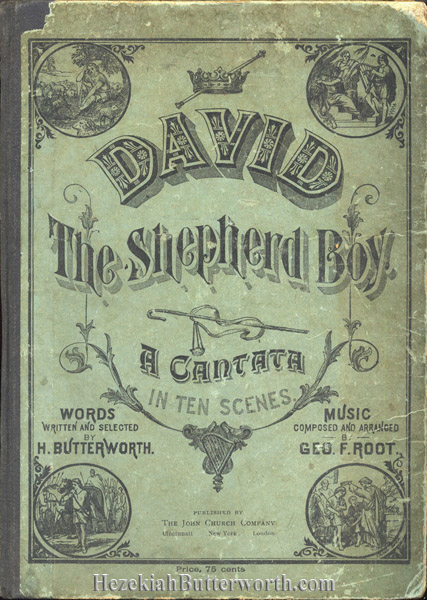 DAVID
The Shepherd Boy.
A CANTATA
IN TEN SCENES.
WORDS
WRITTEN AND SELECTED
BY
H. BUTTERWORTH.
MUSIC
COMPOSED AND ARRANGED
B
GEO. F. ROOT.
PUBLISHED BY
THE JOHN CHURCH COMPANY
Cincinnati New York London
Price, 75 cents
HezekiahButterworth.com